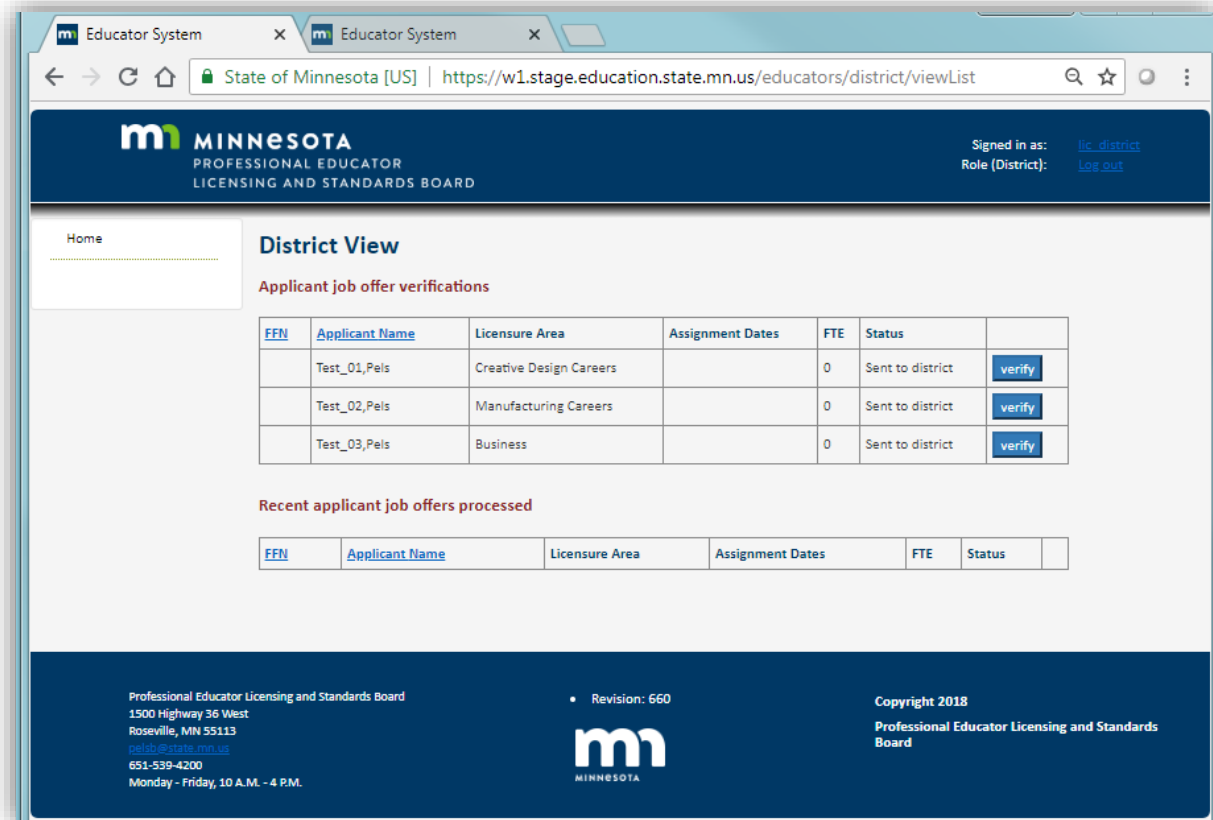 Educator System
Educator System
State of Minnesota [US] | https://w1.stage.education.state.mn.us/educators/district/viewList
mn MINNESOTA
PROFESSIONAL EDUCATOR
LICENSING AND STANDARDS BOARD
Signed in as: lic_district
Role (District): Log out
Home
District View
Applicant job offer verifications
FFN Applicant Name Licensure Area Assignment Dates FTE Status
Test_01,Pels Creative Design Careers 0 Sent to district verify
Test_02,Pels Manufacturing Careers 0 Sent to district verify
Test_03,Pels Business 0 Sent to district verify
Recent applicant job offers processed
FFN Applicant Name Licensure Area Assignment Dates FTE Status
Professional Educator Licensing and Standards Board
1500 Highway 36 West
Roseville, MN 55113
pelsb@state.mn.us
651-539-4200
Monday - Friday, 10 A.M. - 4 P.M.
• Revision: 660
mn
MINNESOTA
Copyright 2018
Professional Educator Licensing and Standards
Board